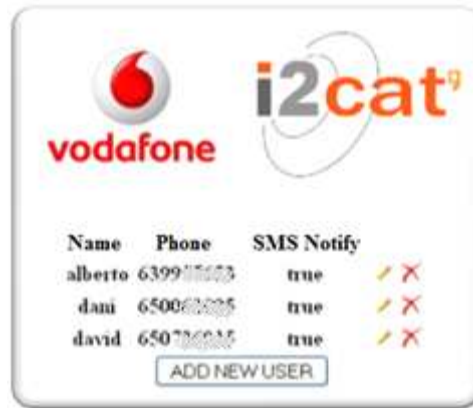 vodafone
i2cat
Name Phone SMS Notify
alberto true
dani true
david true
ADD NEW USER